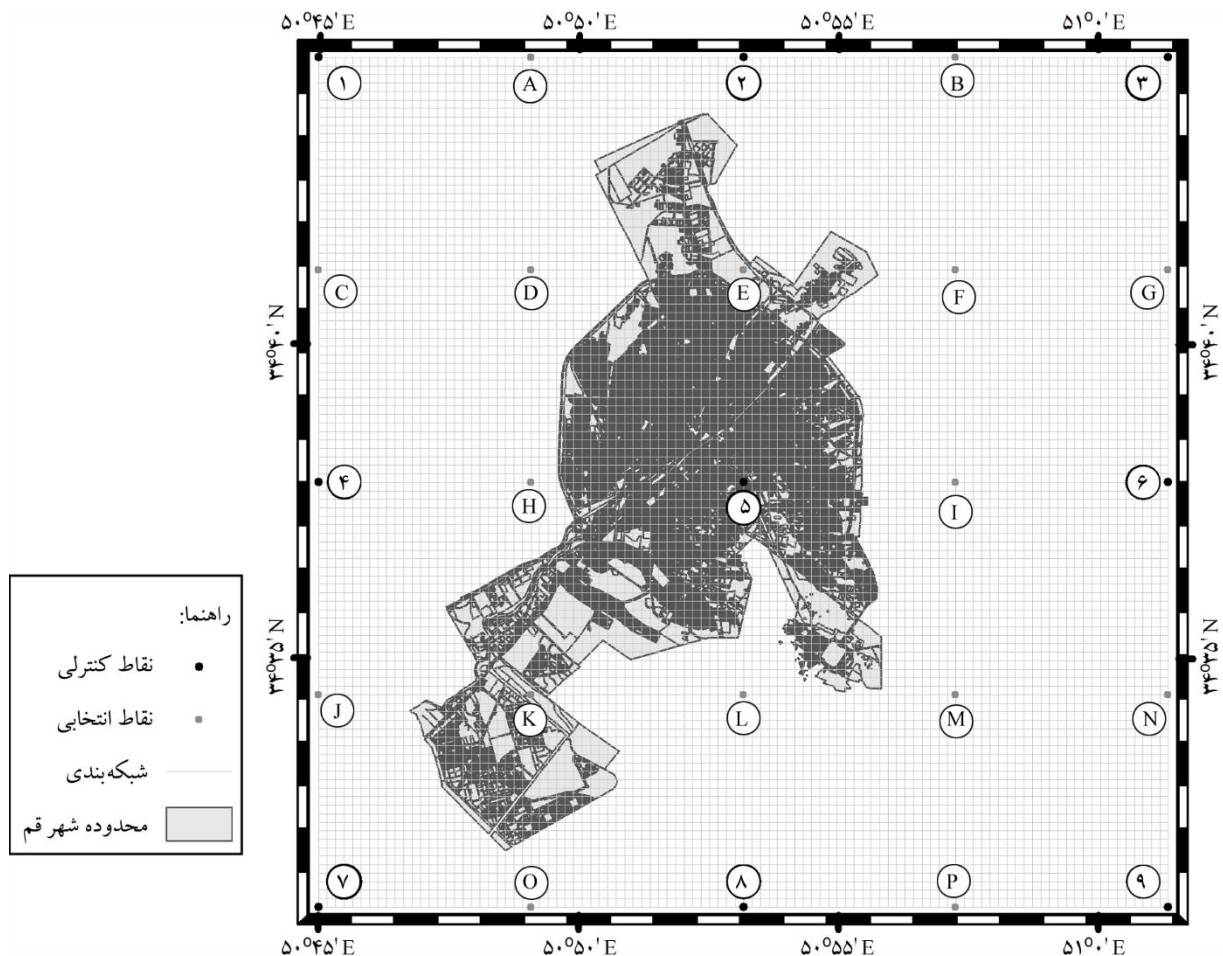 ۵۰°۴۵' E
۵۰°۵۰' E
۵۰°۵۵' E
۵۱°۰' E
۱
A
۲
B
۳
C
D
E
F
G
۳۴°۴۰' N
۳۴°۴۰' N
۴
H
۵
I
۶
۳۴°۳۵' N
۳۴°۳۵' N
J
K
L
M
N
۷
O
۸
P
۹
۵۰°۴۵' E
۵۰°۵۰' E
۵۰°۵۵' E
۵۱°۰' E
راهنما:
نقاط کنترلی
نقاط انتخابی
شبکه‌بندی
محدوده شهر قم